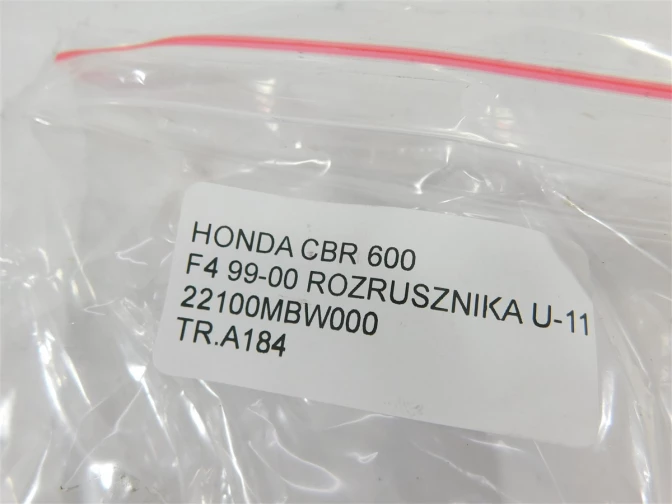 HONDA CBR 600
F4 99-00 ROZRUSZNIKA U-11
22100MBW000
TR.A184